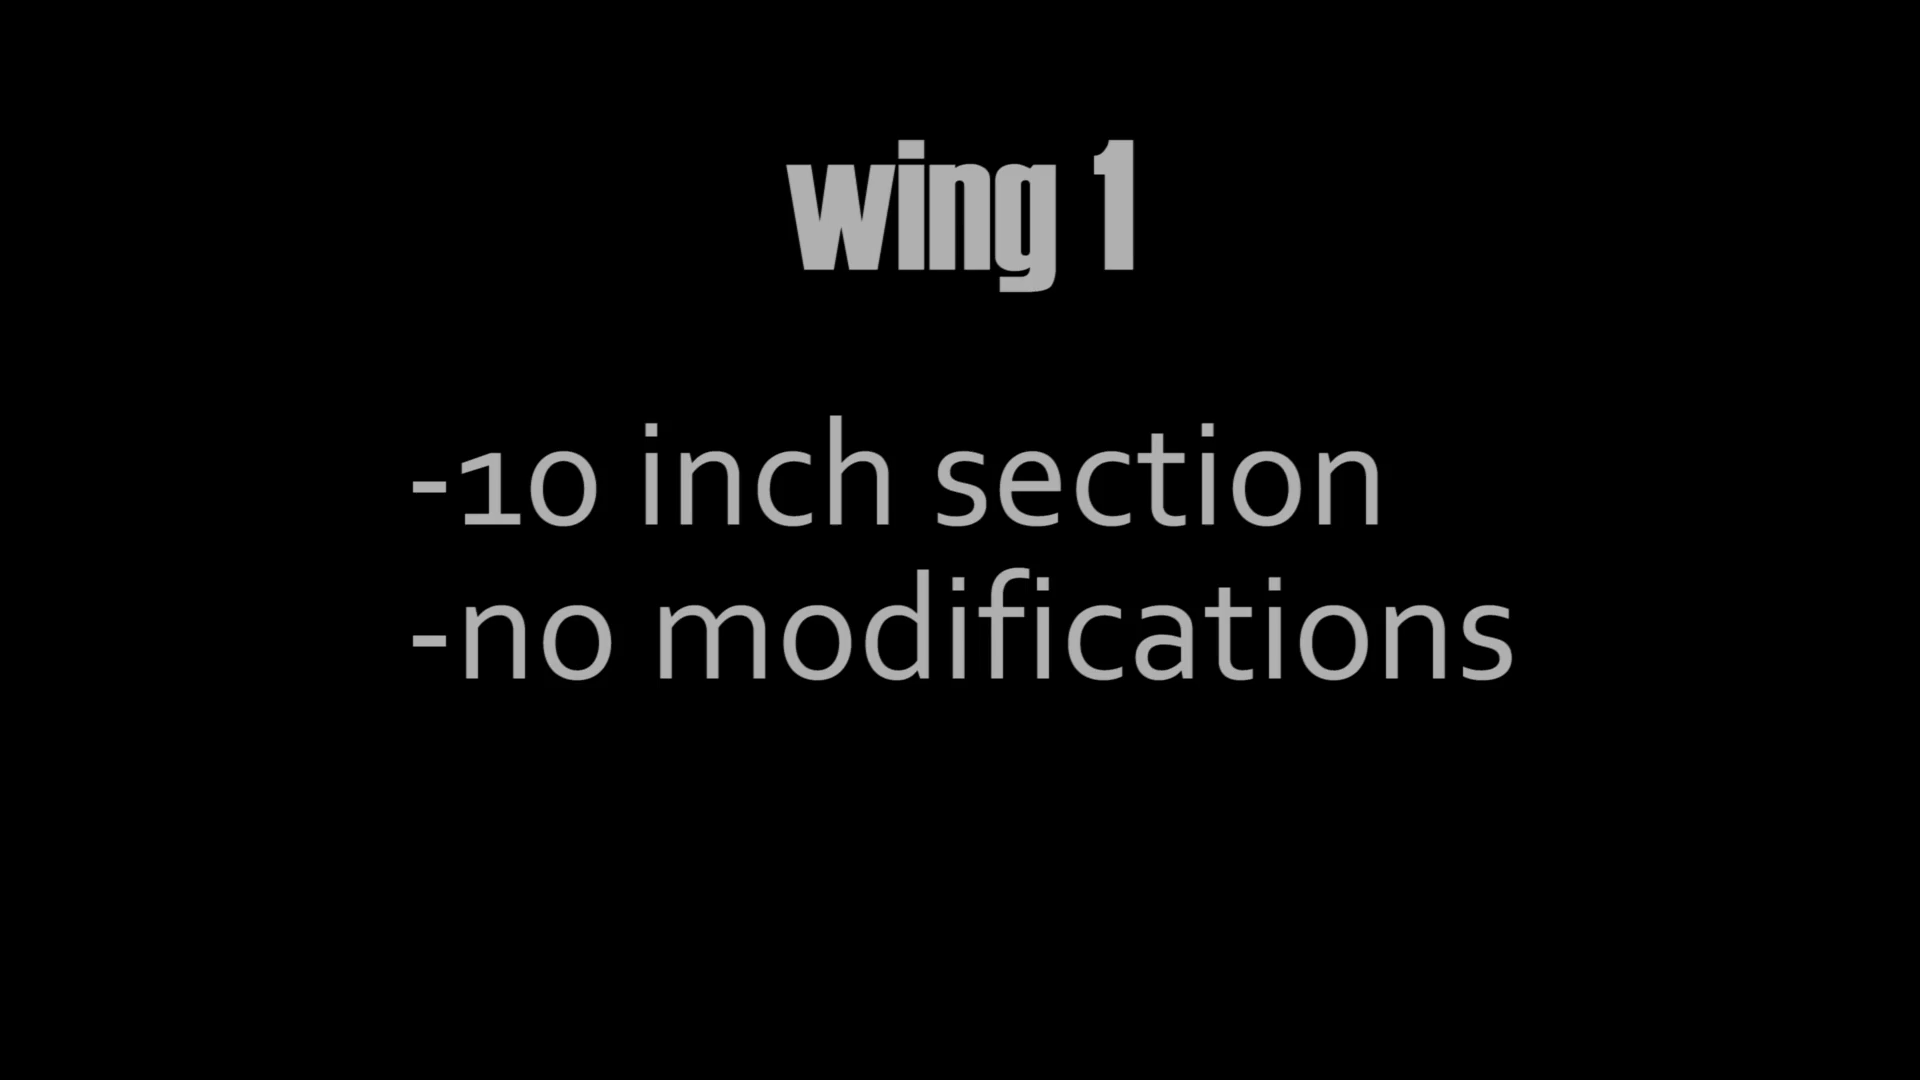 wing 1
-10 inch section
-no modifications